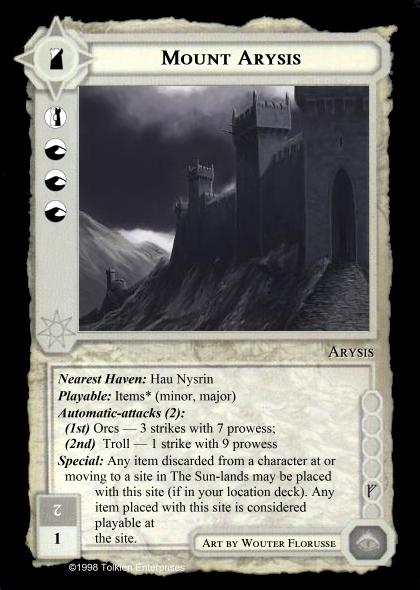 Mount Arysis
Arysis
Nearest Haven: Hau Nysrin
Playable: Items* (minor, major)
Automatic-attacks (2):
(1st) Orcs — 3 strikes with 7 prowess;
(2nd) Troll — 1 strike with 9 prowess
Special: Any item discarded from a character at or
moving to a site in The Sun-lands may be placed
with this site (if in your location deck). Any
item placed with this site is considered
playable at
the site.
2
1
Art by Wouter Florusse
©1998 Tolkien Enterprises